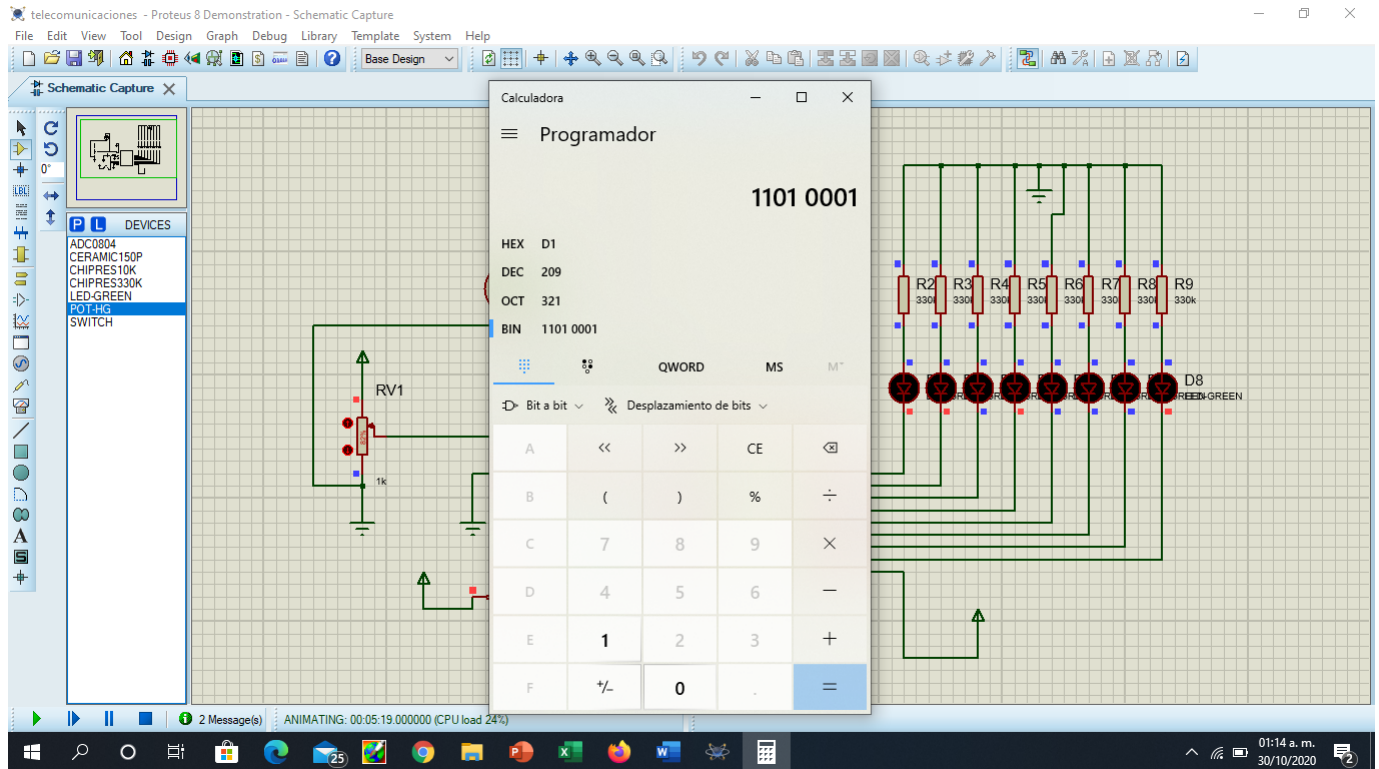 telecomunicaciones - Proteus 8 Demonstration - Schematic Capture
File Edit View Tool Design Graph Debug Library Template System Help
Base Design
Schematic Capture
0°
LBL
P L DEVICES
ADC0804
CERAMIC150P
CHIPRES10K
CHIPRES330K
LED-GREEN
POT-HG
SWITCH
A
S
RV1
82%
1k
Calculadora
Programador
1101 0001
HEX D1
DEC 209
OCT 321
BIN 1101 0001
QWORD MS M
Bit a bit Desplazamiento de bits
A << >> CE
B ( ) % ÷
C 7 8 9 ×
D 4 5 6 −
E 1 2 3 +
F +/− 0 . =
R2 R3 R4 R5 R6 R7 R8 R9
330k
D8
LED-GREEN
2 Message(s) ANIMATING: 00:05:19.000000 (CPU load 24%)
25
01:14 a. m.
30/10/2020
2